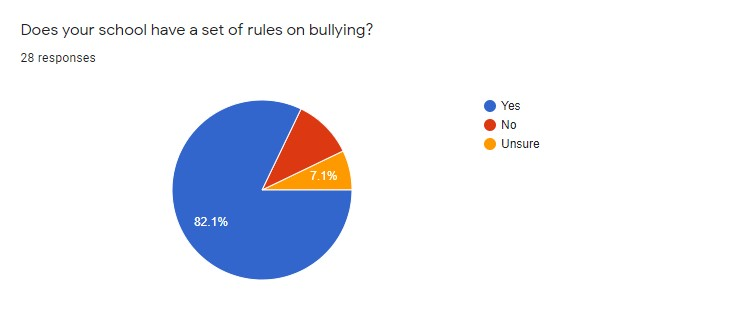 Does your school have a set of rules on bullying?
28 responses
Yes
No
Unsure
7.1%
82.1%